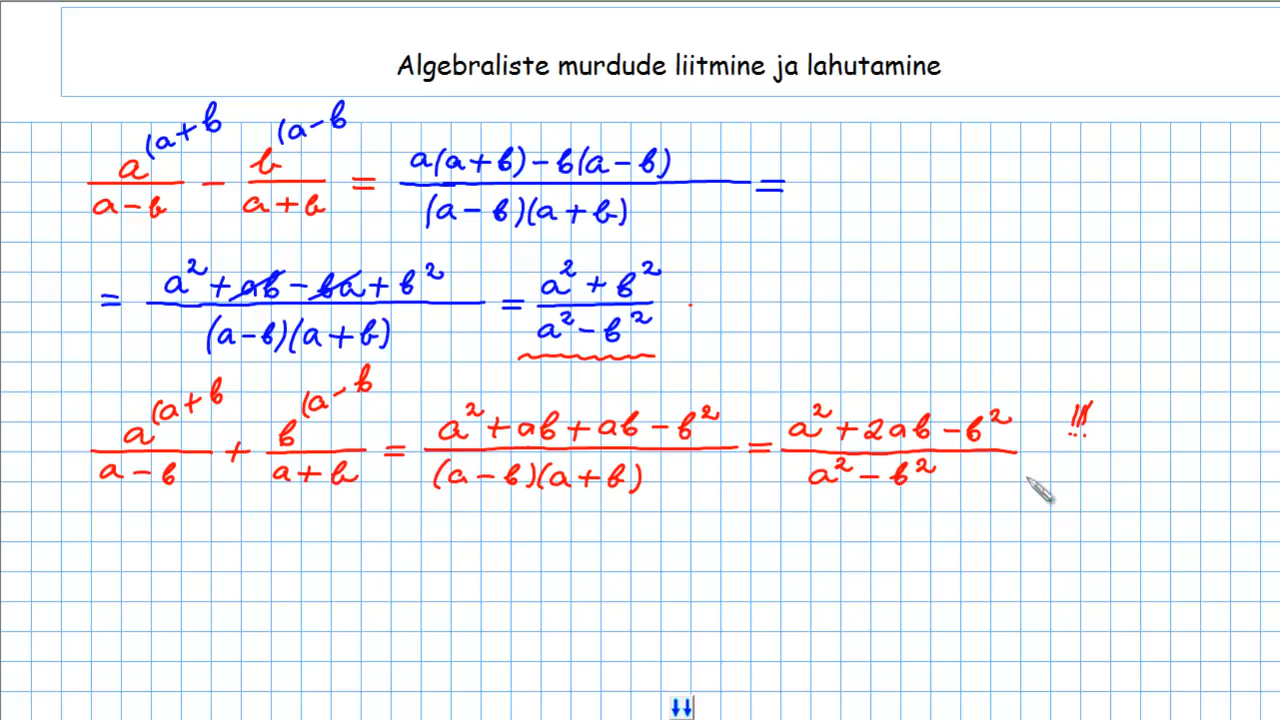 Algebraliste murdude liitmine ja lahutamine
a^(a+b / (a-b) - b^(a-b / (a+b) = (a(a+b)-b(a-b)) / ((a-b)(a+b)) =
= (a²+ab-ba+b²) / ((a-b)(a+b)) = (a²+b²) / (a²-b²)
a^(a+b / (a-b) + b^(a-b / (a+b) = (a²+ab+ab-b²) / ((a-b)(a+b)) = (a²+2ab-b²) / (a²-b²) !!!